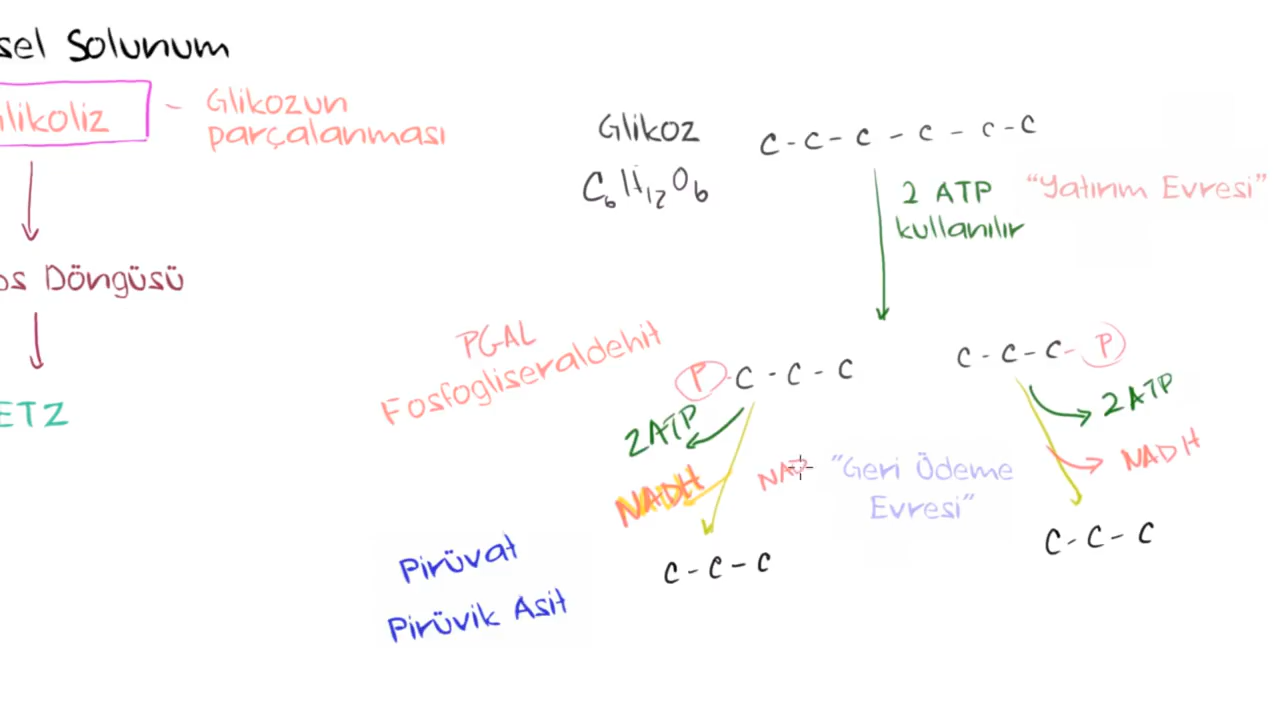 sel Solunum
likoliz
- Glikozun
parçalanması
os Döngüsü
ETZ
Glikoz
C6H12O6
C-C-C-C-C-C
2 ATP
kullanılır
"Yatırım Evresi"
PGAL
Fosfogliseraldehit
P-C-C-C
C-C-C-P
2ATP
NADH
NAD
"Geri Ödeme
Evresi"
2ATP
NADH
C-C-C
C-C-C
Pirüvat
Pirüvik Asit